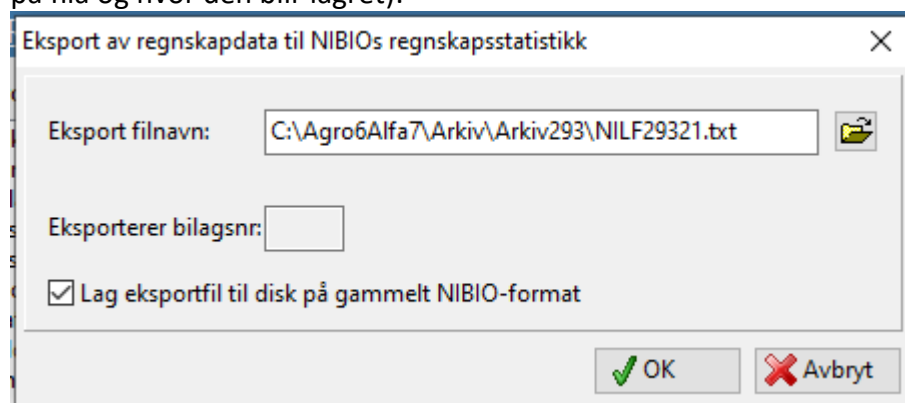 på fila og hvor den blir lagret).
Eksport av regnskapdata til NIBIOs regnskapsstatistikk
Eksport filnavn: C:\Agro6Alfa7\Arkiv\Arkiv293\NILF29321.txt
Eksporterer bilagsnr:
Lag eksportfil til disk på gammelt NIBIO-format
OK Avbryt